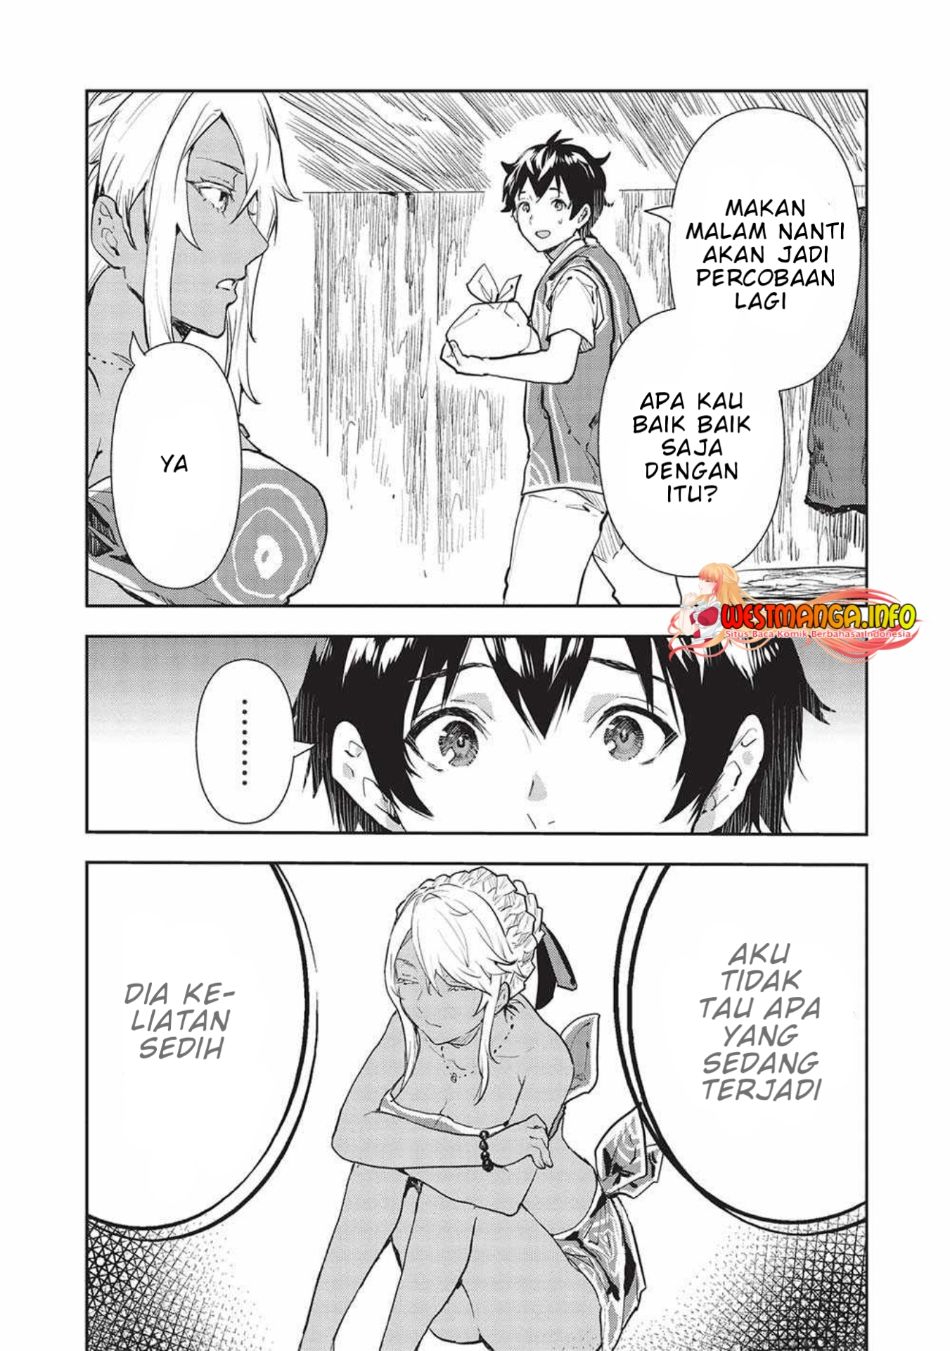 MAKAN
MALAM NANTI
AKAN JADI
PERCOBAAN
LAGI
APA KAU
BAIK BAIK
SAJA
DENGAN
ITU?
YA
WESTMANGA.INFO
Situs Baca Komik Berbahasa Indonesia
.........
AKU
TIDAK
TAU APA
YANG
SEDANG
TERJADI
DIA KE-
LIATAN
SEDIH